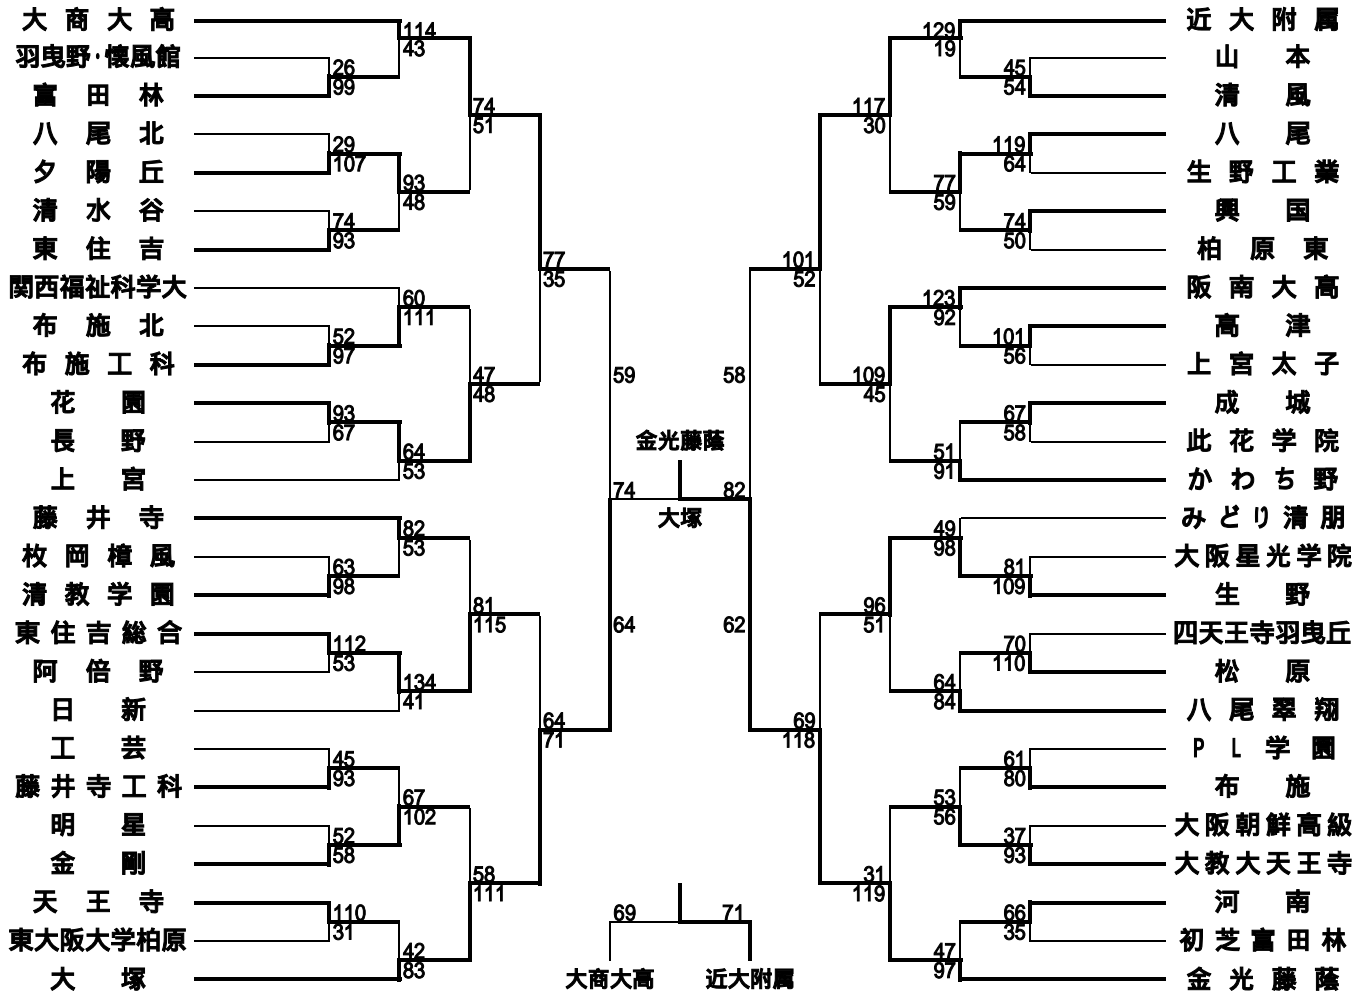 大商大高
羽曳野・懐風館
富田林
八尾北
夕陽丘
清水谷
東住吉
関西福祉科学大
布施北
布施工科
花園
長野
上宮
藤井寺
枚岡樟風
清教学園
東住吉総合
阿倍野
日新
工芸
藤井寺工科
明星
金剛
天王寺
東大阪大学柏原
大塚
114
43
26
99
29
107
74
93
52
97
93
67
63
98
112
53
45
93
52
58
110
31
93
48
60
111
64
53
82
53
134
41
67
102
42
83
74
51
47
48
81
115
58
111
77
35
64
71
59
74
64
58
82
62
金光藤蔭
大塚
69
71
大商大高
近大附属
101
52
69
118
117
30
109
45
96
51
31
119
129
19
77
59
123
92
51
91
49
98
64
84
53
56
47
97
45
54
119
64
74
50
101
56
67
58
81
109
70
110
61
80
37
93
66
35
近大附属
山本
清風
八尾
生野工業
興国
柏原東
阪南大高
高津
上宮太子
成城
此花学院
かわち野
みどり清朋
大阪星光学院
生野
四天王寺羽曳丘
松原
八尾翠翔
PL学園
布施
大阪朝鮮高級
大教大天王寺
河南
初芝富田林
金光藤蔭